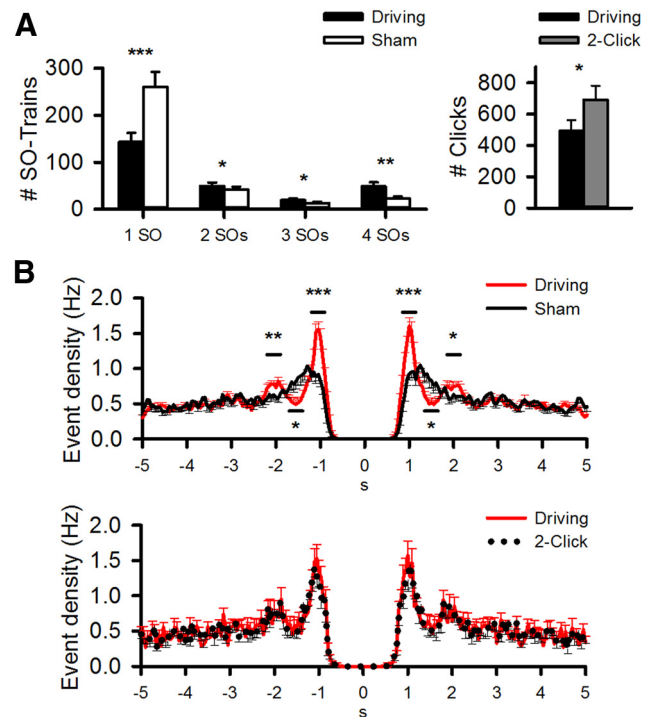 A
Driving
Sham
Driving
2-Click
# SO-Trains
300
200
100
0
***
*
*
**
1 SO
2 SOs
3 SOs
4 SOs
# Clicks
800
600
400
200
0
*
B
Event density (Hz)
2.0
1.5
1.0
0.5
0.0
***
***
**
*
*
*
Driving
Sham
-5 -4 -3 -2 -1 0 1 2 3 4 5
s
Event density (Hz)
2.0
1.5
1.0
0.5
0.0
Driving
2-Click
-5 -4 -3 -2 -1 0 1 2 3 4 5
s